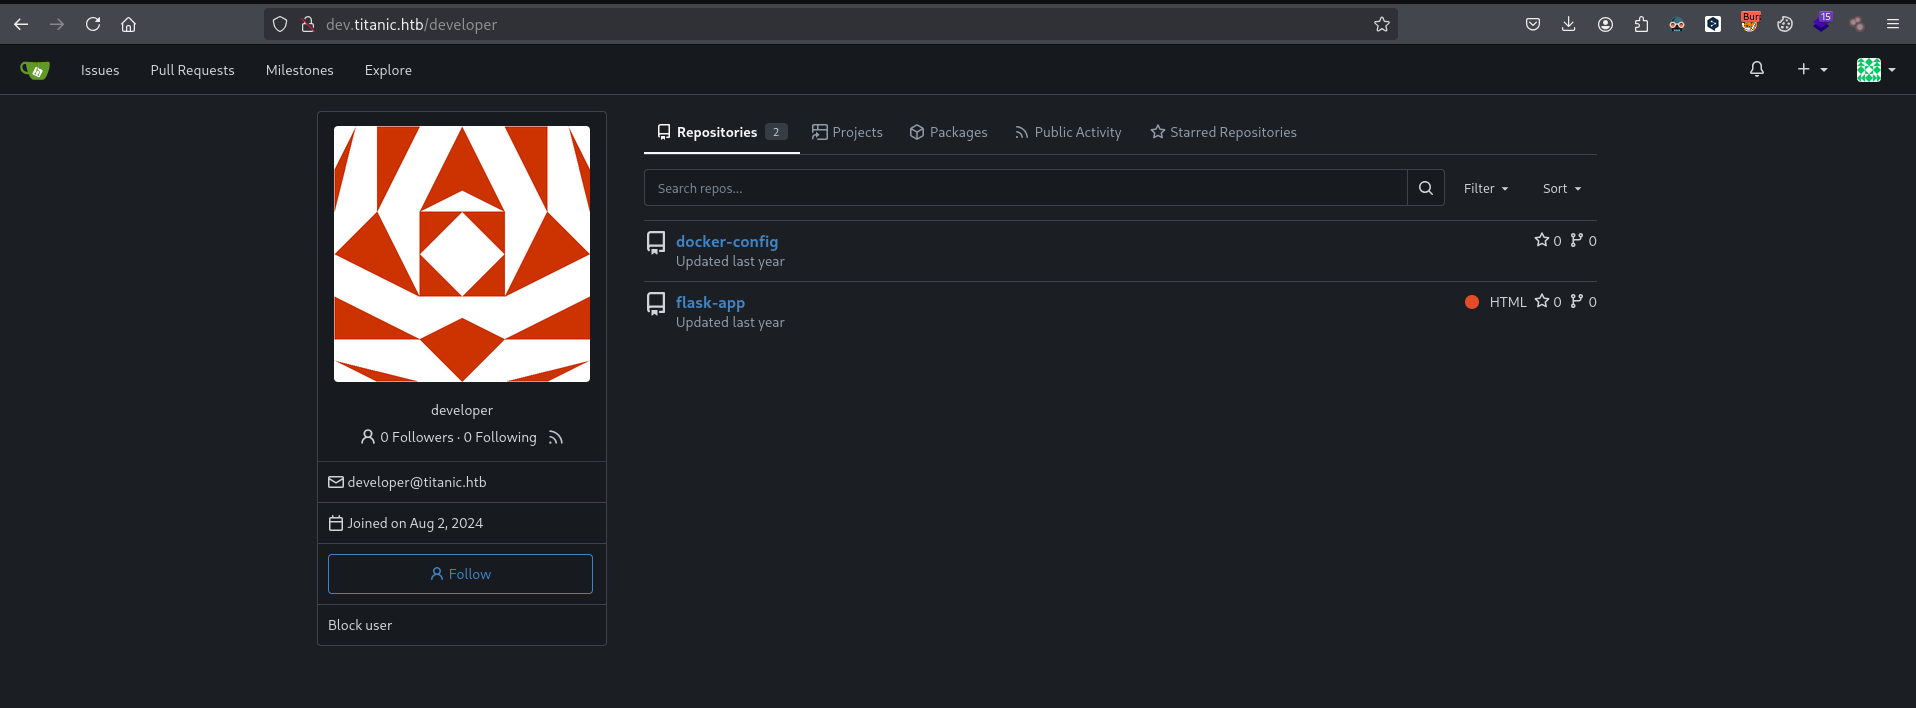 dev.titanic.htb/developer
Burp
15
Issues Pull Requests Milestones Explore
Repositories 2 Projects Packages Public Activity Starred Repositories
Search repos... Filter Sort
docker-config 0 0
Updated last year
flask-app HTML 0 0
Updated last year
developer
0 Followers · 0 Following
developer@titanic.htb
Joined on Aug 2, 2024
Follow
Block user